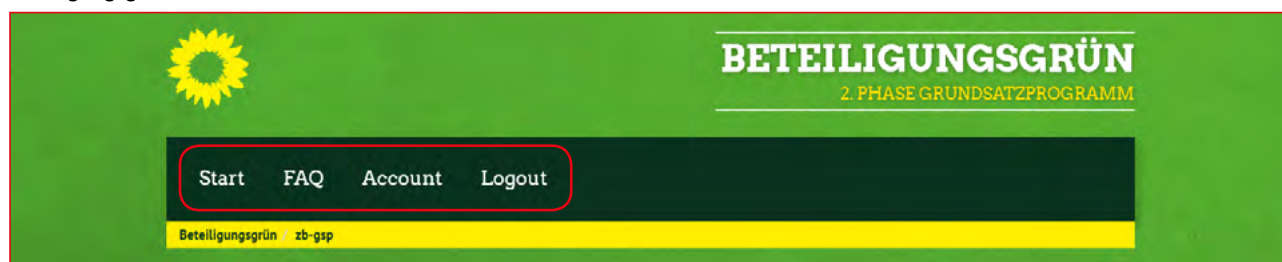 BETEILIGUNGSGRÜN
2. PHASE GRUNDSATZPROGRAMM
Start FAQ Account Logout
Beteiligungsgrün / zb-gsp